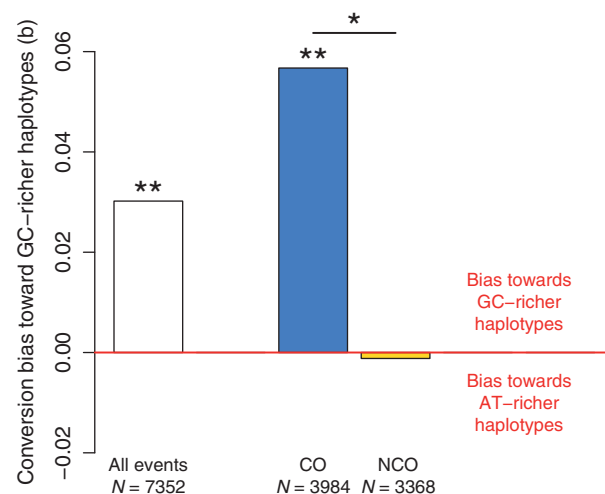 Conversion bias toward GC-richer haplotypes (b)
0.06
0.04
0.02
0.00
−0.02
*
**
**
Bias towards
GC−richer
haplotypes
Bias towards
AT−richer
haplotypes
All events
N = 7352
CO
N = 3984
NCO
N = 3368